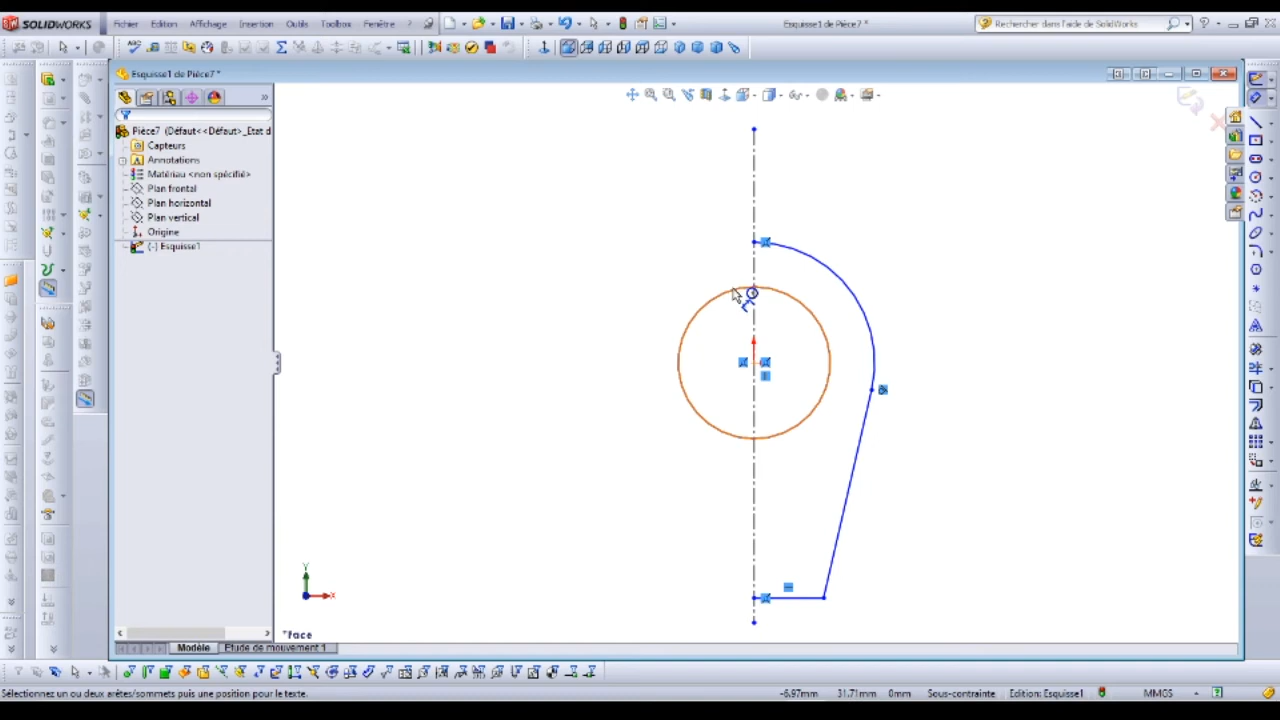 SOLIDWORKS
Fichier Edition Affichage Insertion Outils Toolbox Fenêtre ?
Esquisse1 de Pièce7 *
Rechercher dans l'aide de SolidWorks
Esquisse1 de Pièce7 *
Pièce7 (Défaut<<Défaut>_Etat d
Capteurs
Annotations
Matériau <non spécifié>
Plan frontal
Plan horizontal
Plan vertical
Origine
(-) Esquisse1
Y
X
*Face
Modèle Etude de mouvement 1
Sélectionnez un ou deux arêtes/sommets puis une position pour le texte.
-6.97mm 31.71mm 0mm Sous-contrainte Edition: Esquisse1 MMGS